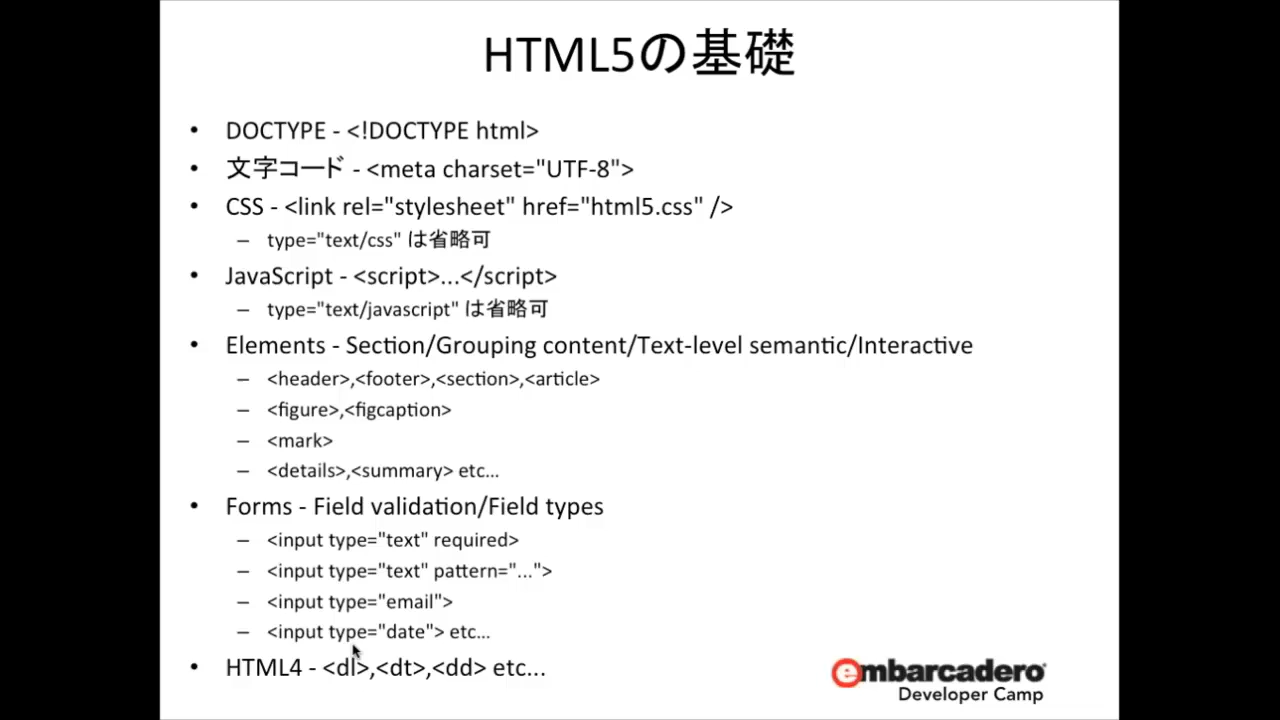 HTML5の基礎
• DOCTYPE - <!DOCTYPE html>
• 文字コード - <meta charset="UTF-8">
• CSS - <link rel="stylesheet" href="html5.css" />
– type="text/css" は省略可
• JavaScript - <script>...</script>
– type="text/javascript" は省略可
• Elements - Section/Grouping content/Text-level semantic/Interactive
– <header>,<footer>,<section>,<article>
– <figure>,<figcaption>
– <mark>
– <details>,<summary> etc...
• Forms - Field validation/Field types
– <input type="text" required>
– <input type="text" pattern="...">
– <input type="email">
– <input type="date"> etc...
• HTML4 - <dl>,<dt>,<dd> etc...
embarcadero
Developer Camp